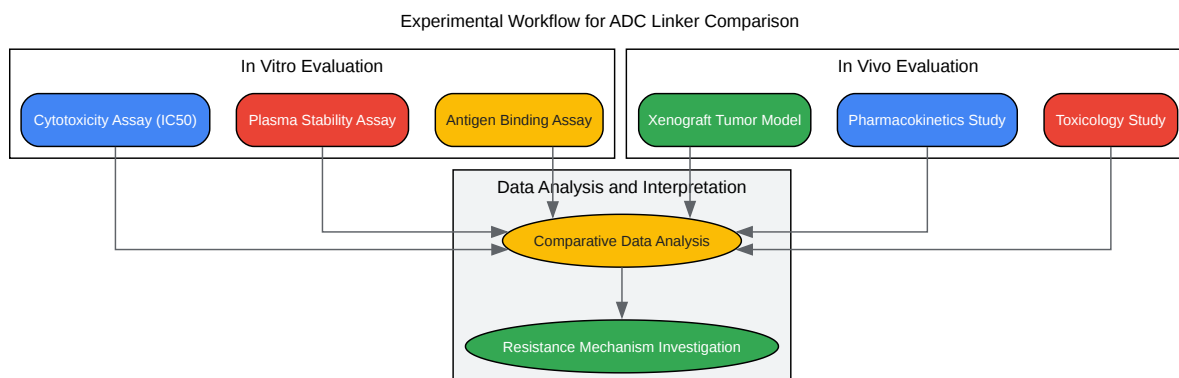 Experimental Workflow for ADC Linker Comparison
In Vitro Evaluation
In Vivo Evaluation
Cytotoxicity Assay (IC50)
Plasma Stability Assay
Antigen Binding Assay
Xenograft Tumor Model
Pharmacokinetics Study
Toxicology Study
Data Analysis and Interpretation
Comparative Data Analysis
Resistance Mechanism Investigation